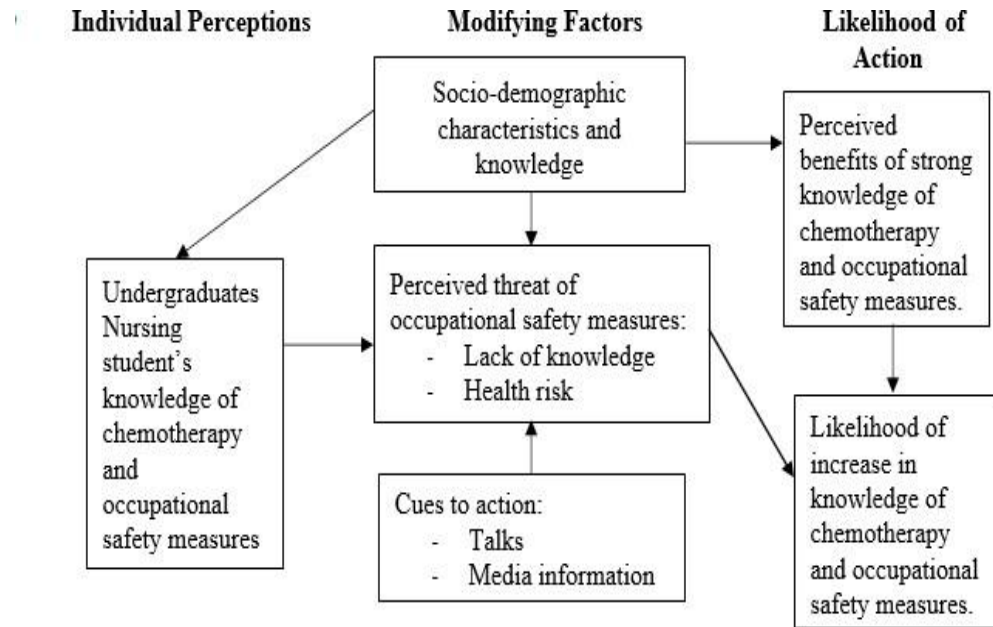 Individual Perceptions
Modifying Factors
Likelihood of
Action
Socio-demographic
characteristics and
knowledge
Perceived
benefits of strong
knowledge of
chemotherapy
and occupational
safety measures.
Undergraduates
Nursing
student’s
knowledge of
chemotherapy
and
occupational
safety measures
Perceived threat of
occupational safety measures:
- Lack of knowledge
- Health risk
Cues to action:
- Talks
- Media information
Likelihood of
increase in
knowledge of
chemotherapy
and occupational
safety measures.